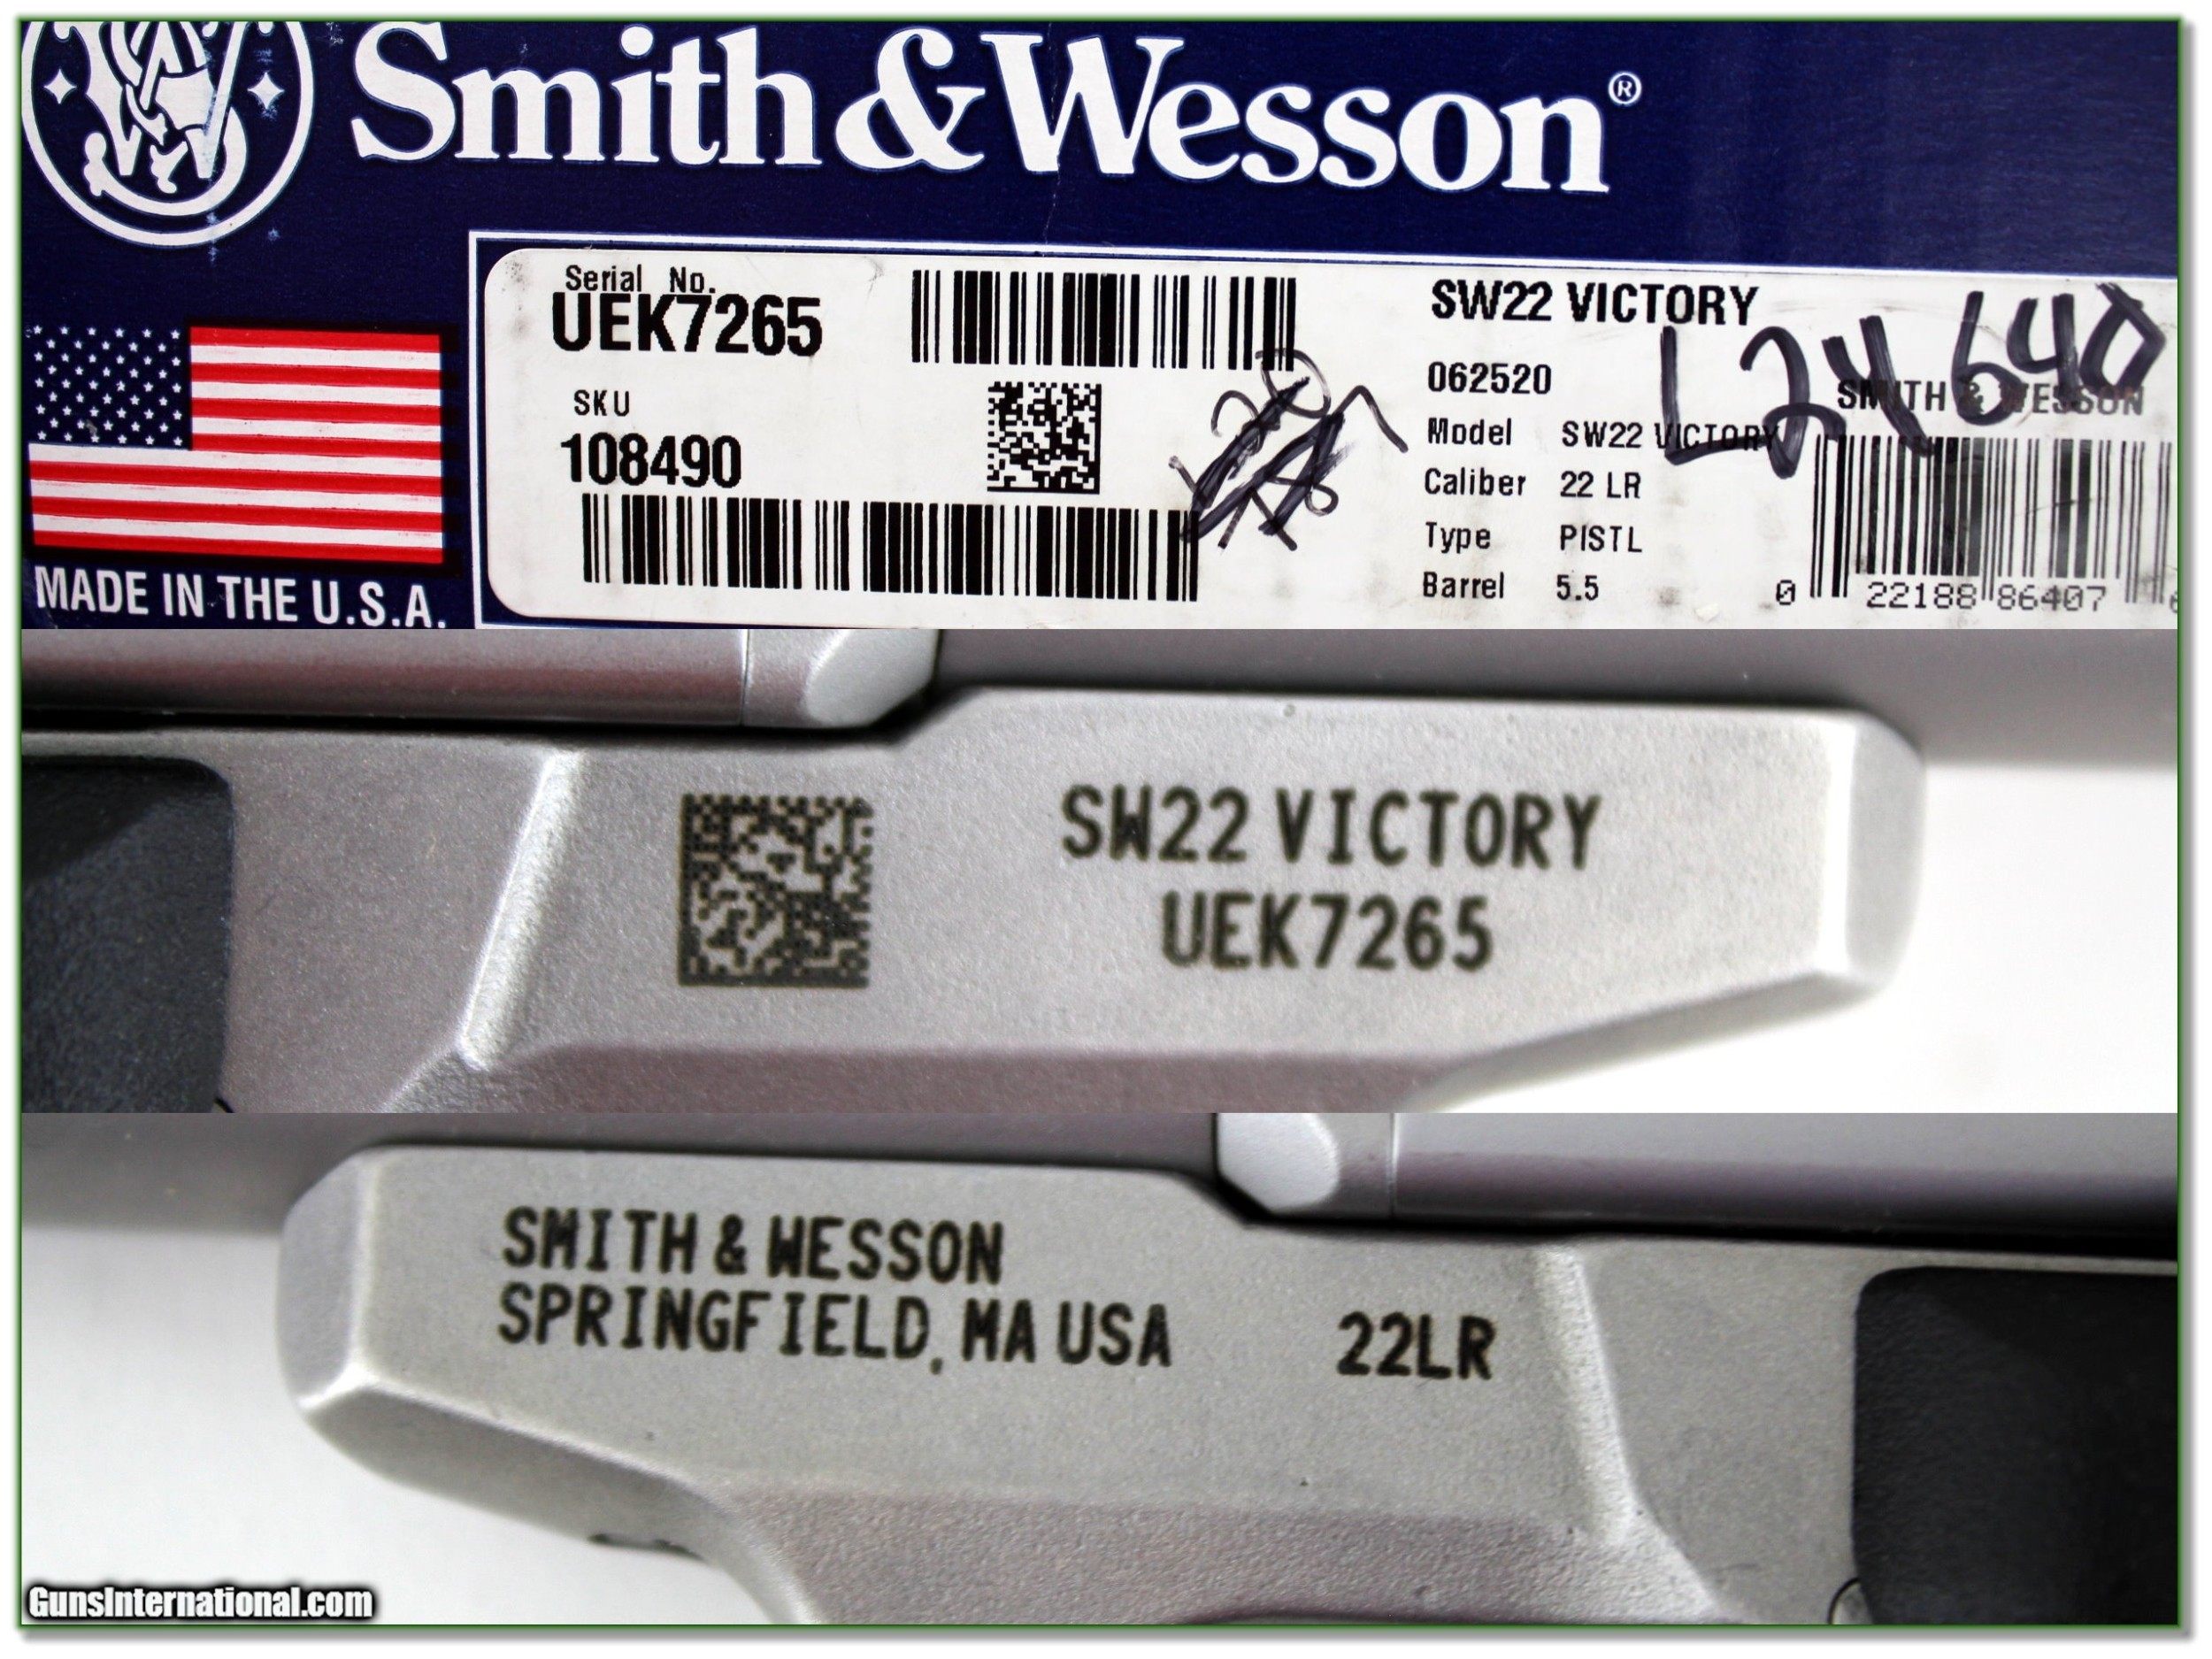 Smith & Wesson®
Serial No.
UEK7265
SKU
108490
SW22 VICTORY
062520
Model SW22 VICTORY
Caliber 22 LR
Type PISTL
Barrel 5.5
L24640
SMITH & WESSON
0 22188 86407
MADE IN THE U.S.A.
SW22 VICTORY
UEK7265
SMITH & WESSON
SPRINGFIELD, MA USA
22LR
GunsInternational.com